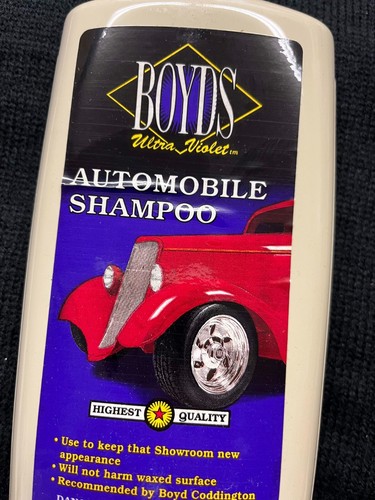 BOYDS
Ultra Violet™
AUTOMOBILE
SHAMPOO
HIGHEST QUALITY
• Use to keep that Showroom new
appearance
• Will not harm waxed surface
• Recommended by Boyd Coddington